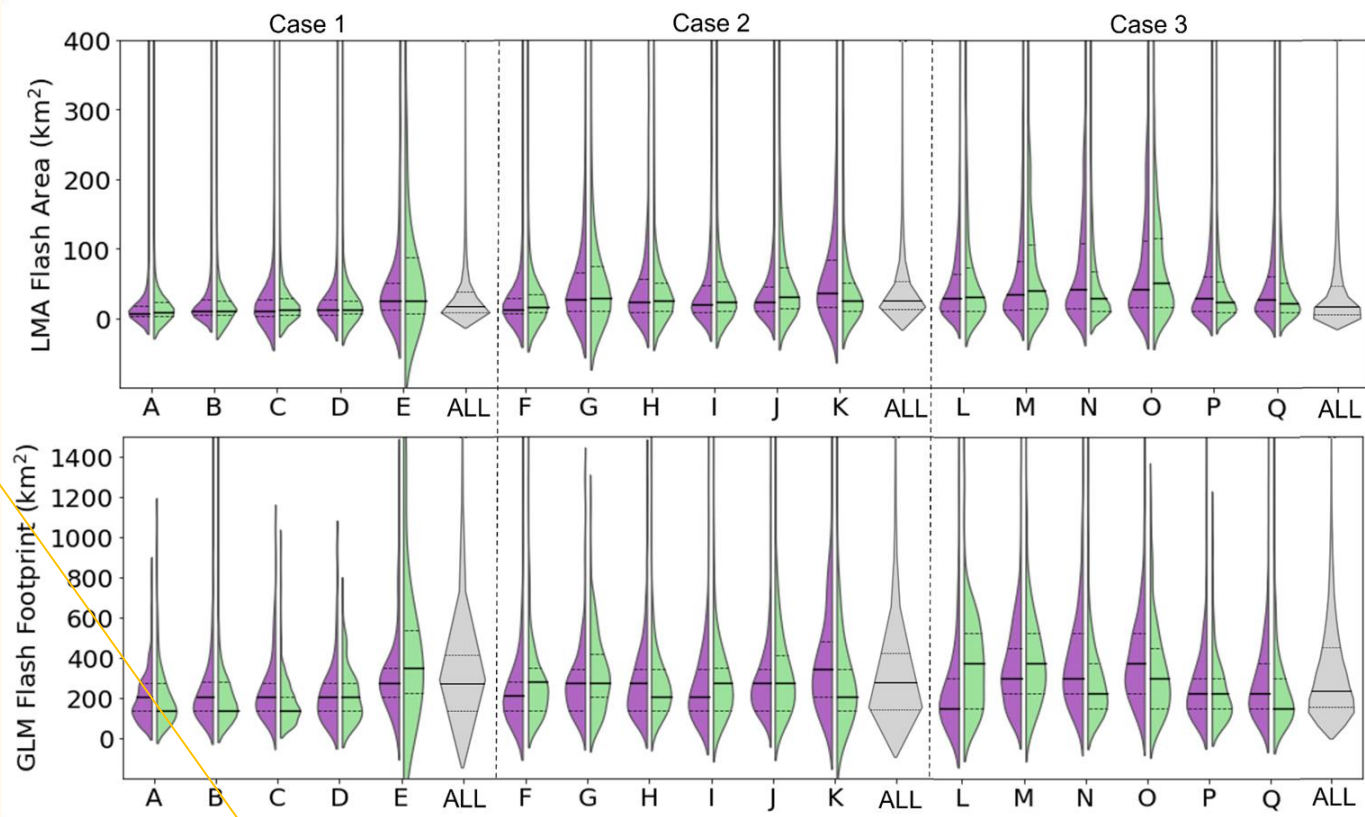 Case 1 Case 2 Case 3
LMA Flash Area (km²)
400
300
200
100
0
A B C D E ALL F G H I J K ALL L M N O P Q ALL
GLM Flash Footprint (km²)
1400
1200
1000
800
600
400
200
0
A B C D E ALL F G H I J K ALL L M N O P Q ALL